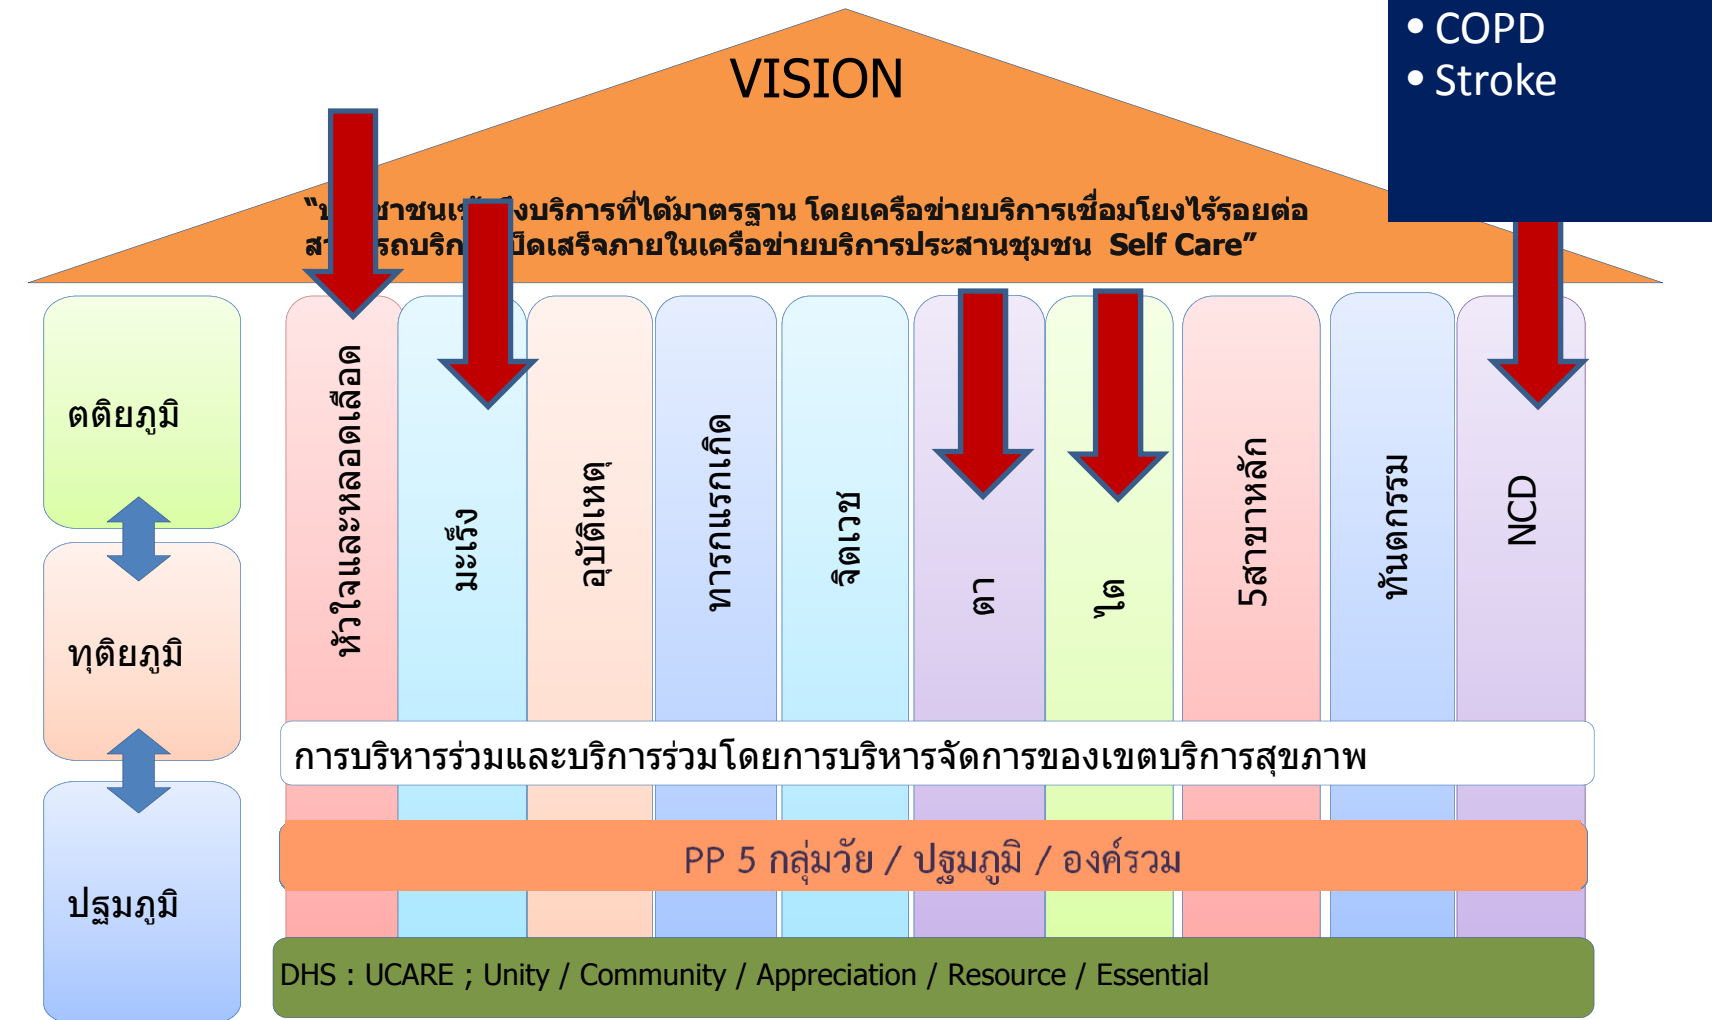 • COPD
• Stroke
VISION
ชาชนเ งบริการที่ได้มาตรฐาน โดยเครือข่ายบริการเชื่อมโยงไร้รอยต่อ
รถบริก บ็ดเสร็จภายในเครือข่ายบริการประสานชุมชน Self Care”
ตติยภูมิ
ทุติยภูมิ
ปฐมภูมิ
หัวใจและหลอดเลือด
มะเร็ง
อุบัติเหตุ
ทารกแรกเกิด
จิตเวช
ตา
ไต
5สาขาหลัก
ทันตกรรม
NCD
การบริหารร่วมและบริการร่วมโดยการบริหารจัดการของเขตบริการสุขภาพ
PP 5 กลุ่มวัย / ปฐมภูมิ / องค์รวม
DHS : UCARE ; Unity / Community / Appreciation / Resource / Essential